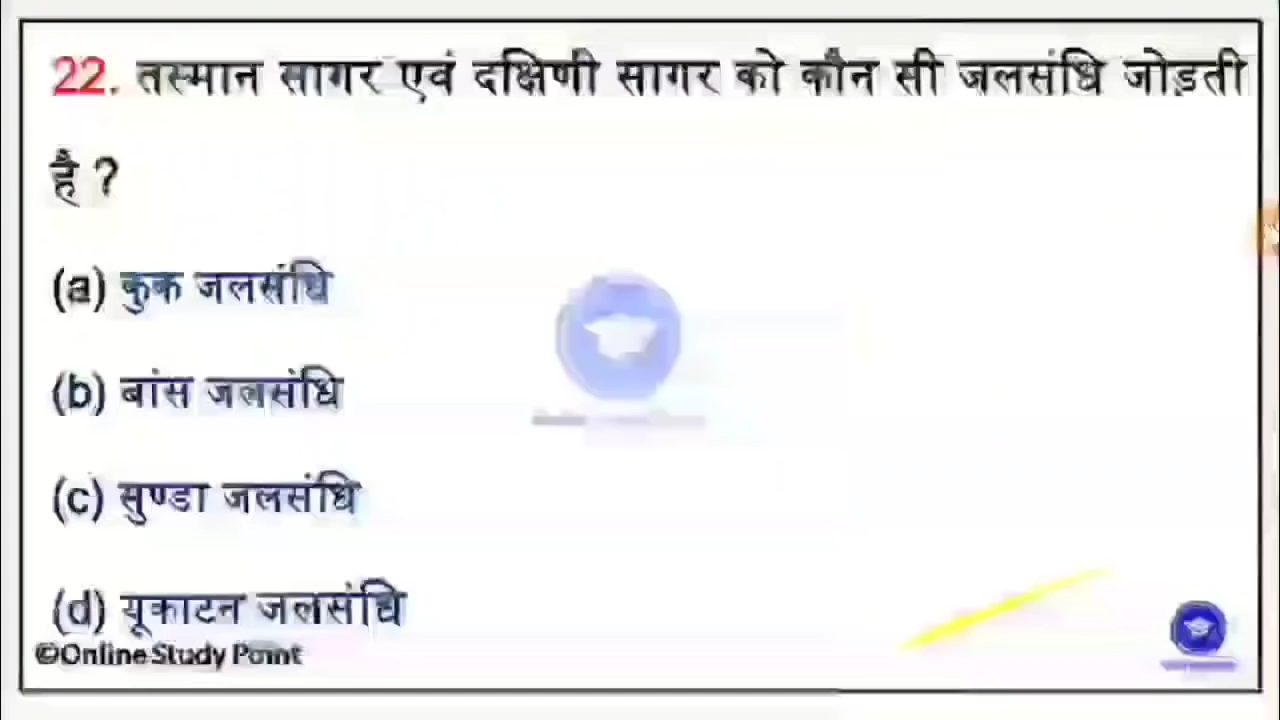 22. तस्मान सागर एवं दक्षिणी सागर को कौन सी जलसंधि जोड़ती
है ?
(a) कुक जलसंधि
(b) बांस जलसंधि
(c) सुण्डा जलसंधि
(d) यूकाटन जलसंधि
©Online Study Point